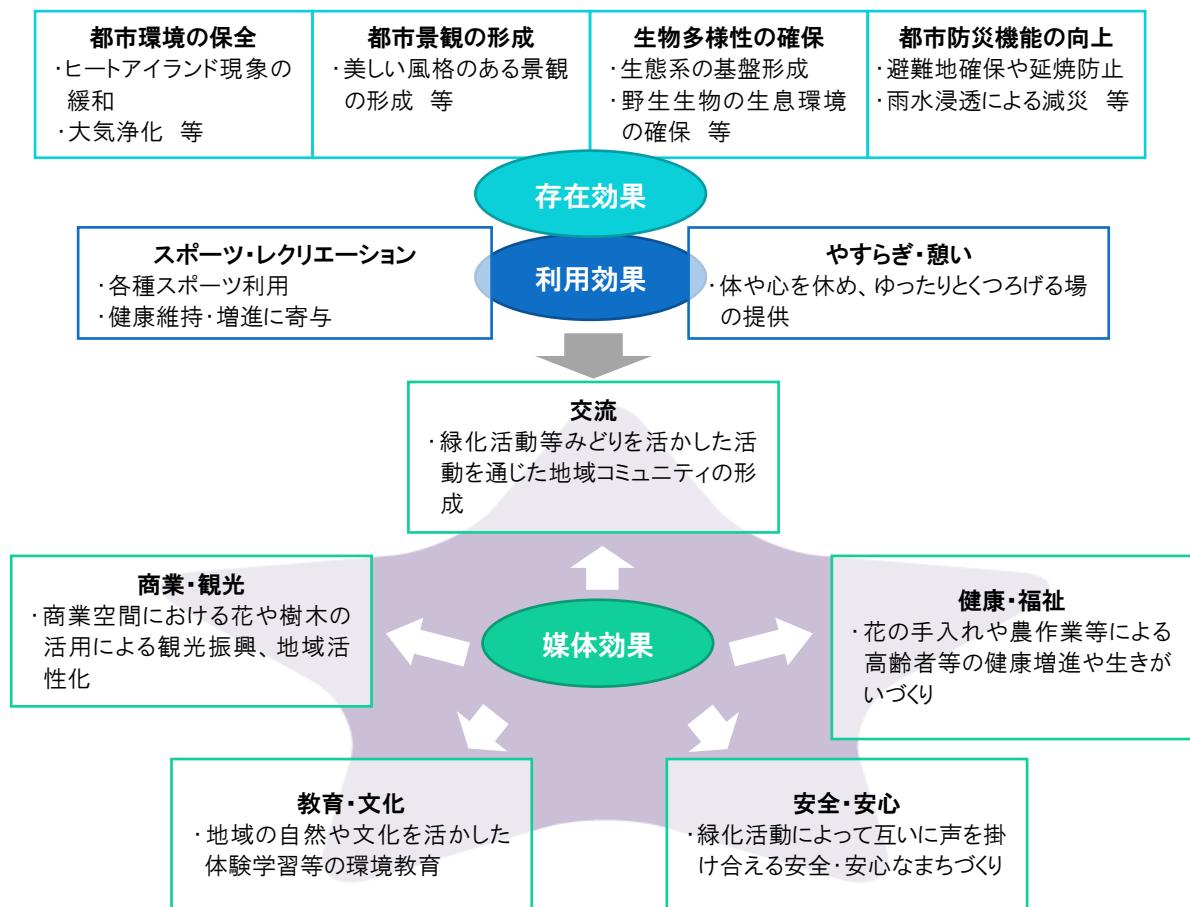 都市環境の保全
・ヒートアイランド現象の
緩和
・大気浄化　等
都市景観の形成
・美しい風格のある景観
の形成　等
生物多様性の確保
・生態系の基盤形成
・野生生物の生息環境
の確保　等
都市防災機能の向上
・避難地確保や延焼防止
・雨水浸透による減災　等
存在効果
スポーツ・レクリエーション
・各種スポーツ利用
・健康維持・増進に寄与
利用効果
やすらぎ・憩い
・体や心を休め、ゆったりとくつろげる場
の提供
交流
・緑化活動等みどりを活かした活
動を通じた地域コミュニティの形
成
商業・観光
・商業空間における花や樹木の
活用による観光振興、地域活
性化
媒体効果
健康・福祉
・花の手入れや農作業等による
高齢者等の健康増進や生きが
いづくり
教育・文化
・地域の自然や文化を活かした
体験学習等の環境教育
安全・安心
・緑化活動によって互いに声を掛
け合える安全・安心なまちづくり